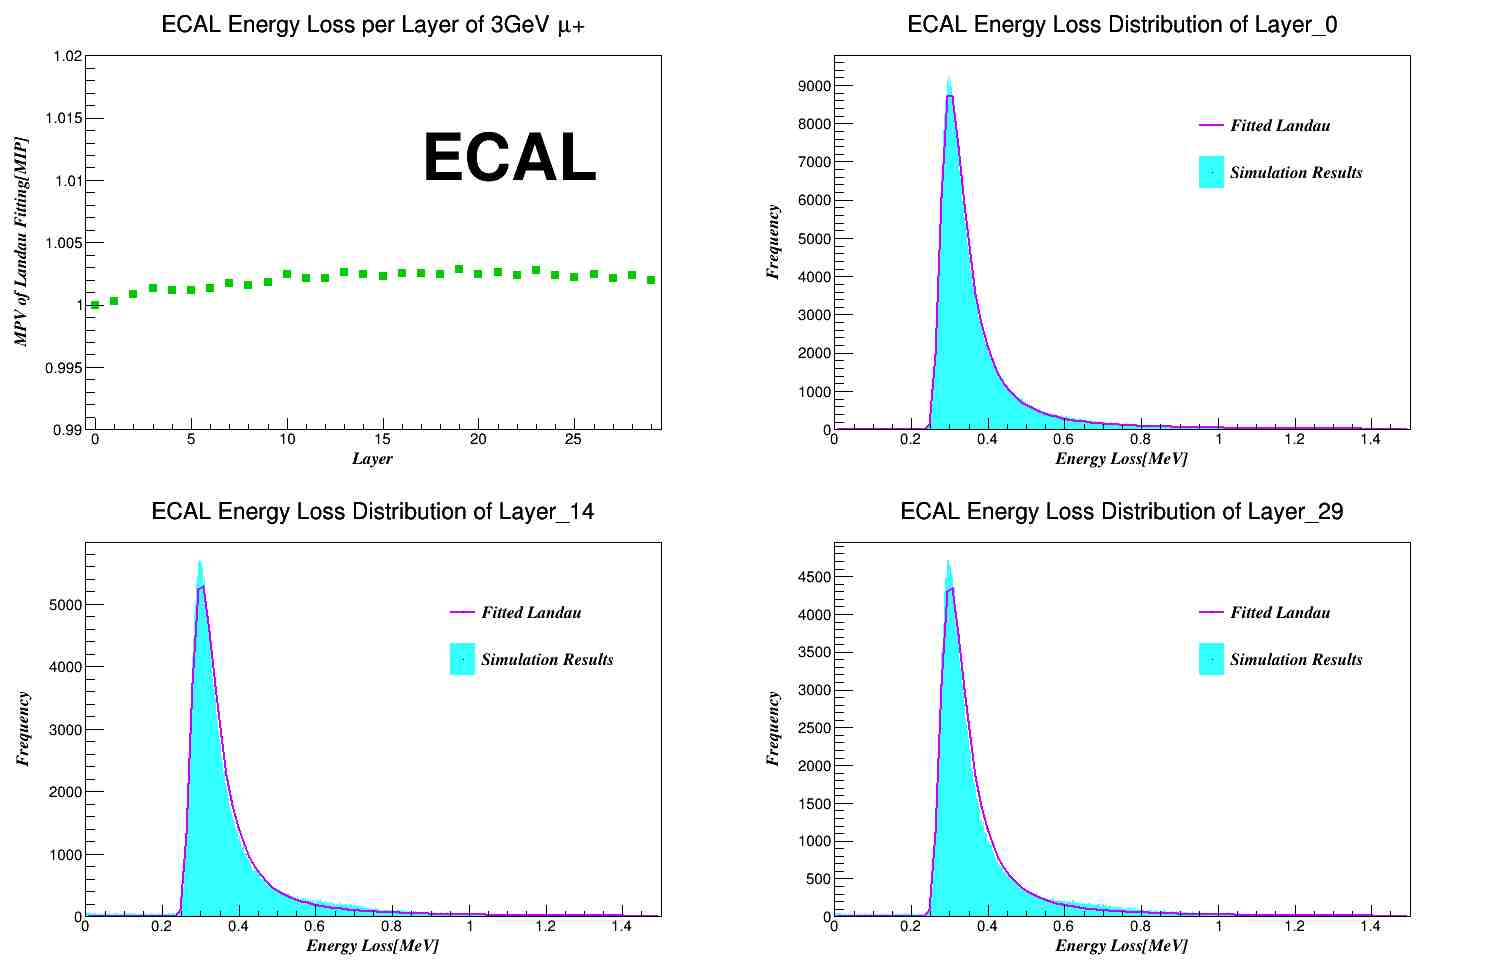 ECAL Energy Loss per Layer of 3GeV μ+
1.02
1.015
1.01
1.005
1
0.995
0.99
MPV of Landau Fitting[MIP]
ECAL
0 5 10 15 20 25
Layer
ECAL Energy Loss Distribution of Layer_0
9000
8000
7000
6000
5000
4000
3000
2000
1000
0
Frequency
Fitted Landau
Simulation Results
0 0.2 0.4 0.6 0.8 1 1.2 1.4
Energy Loss[MeV]
ECAL Energy Loss Distribution of Layer_14
5000
4000
3000
2000
1000
0
Frequency
Fitted Landau
Simulation Results
0 0.2 0.4 0.6 0.8 1 1.2 1.4
Energy Loss[MeV]
ECAL Energy Loss Distribution of Layer_29
4500
4000
3500
3000
2500
2000
1500
1000
500
0
Frequency
Fitted Landau
Simulation Results
0 0.2 0.4 0.6 0.8 1 1.2 1.4
Energy Loss[MeV]